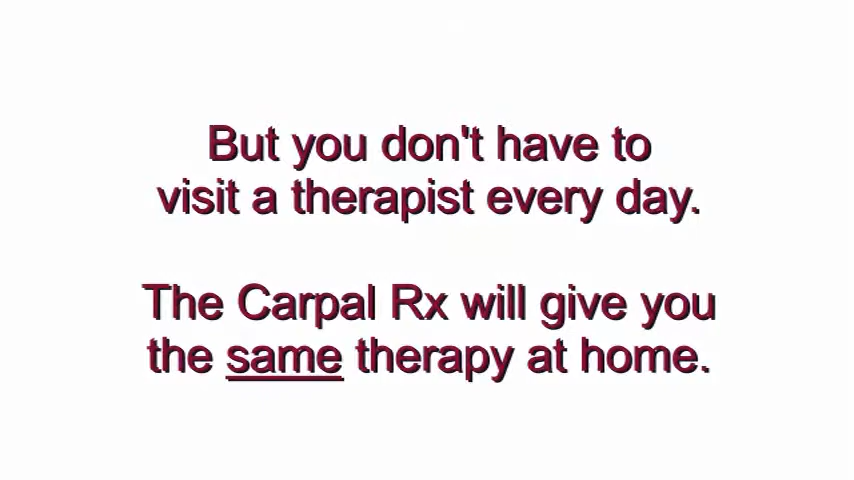 But you don't have to
visit a therapist every day.
The Carpal Rx will give you
the same therapy at home.